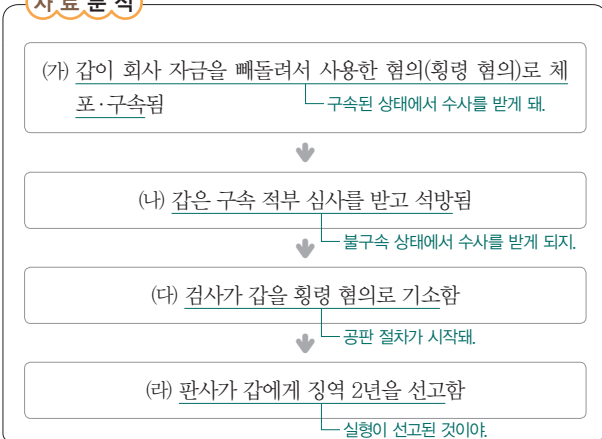 자료분석
(가) 갑이 회사 자금을 빼돌려서 사용한 혐의(횡령 혐의)로 체
포·구속됨
구속된 상태에서 수사를 받게 돼.
(나) 갑은 구속 적부 심사를 받고 석방됨
불구속 상태에서 수사를 받게 되지.
(다) 검사가 갑을 횡령 혐의로 기소함
공판 절차가 시작돼.
(라) 판사가 갑에게 징역 2년을 선고함
실형이 선고된 것이야.